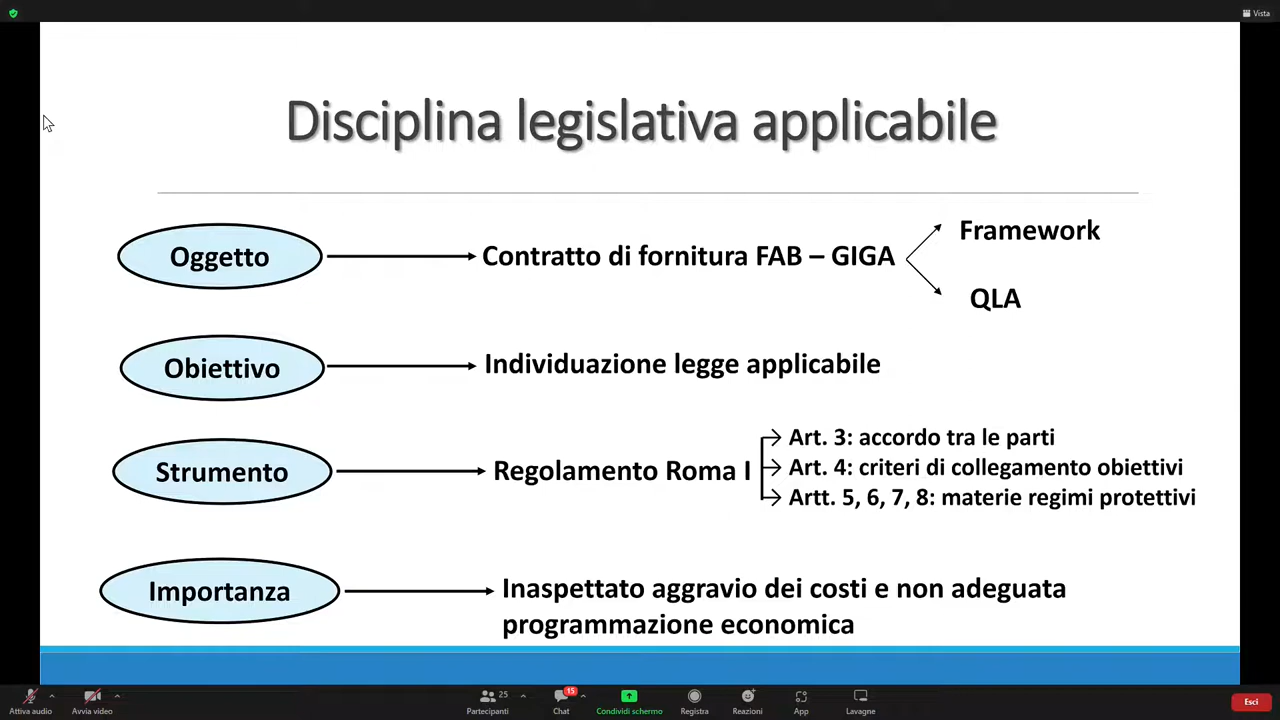 Vista
Disciplina legislativa applicabile
Oggetto
Contratto di fornitura FAB – GIGA
Framework
QLA
Obiettivo
Individuazione legge applicabile
Strumento
Regolamento Roma I
Art. 3: accordo tra le parti
Art. 4: criteri di collegamento obiettivi
Artt. 5, 6, 7, 8: materie regimi protettivi
Importanza
Inaspettato aggravio dei costi e non adeguata
programmazione economica
Attiva audio
Avvia video
25
Partecipanti
15
Chat
Condividi schermo
Registra
Reazioni
App
Lavagne
Esci